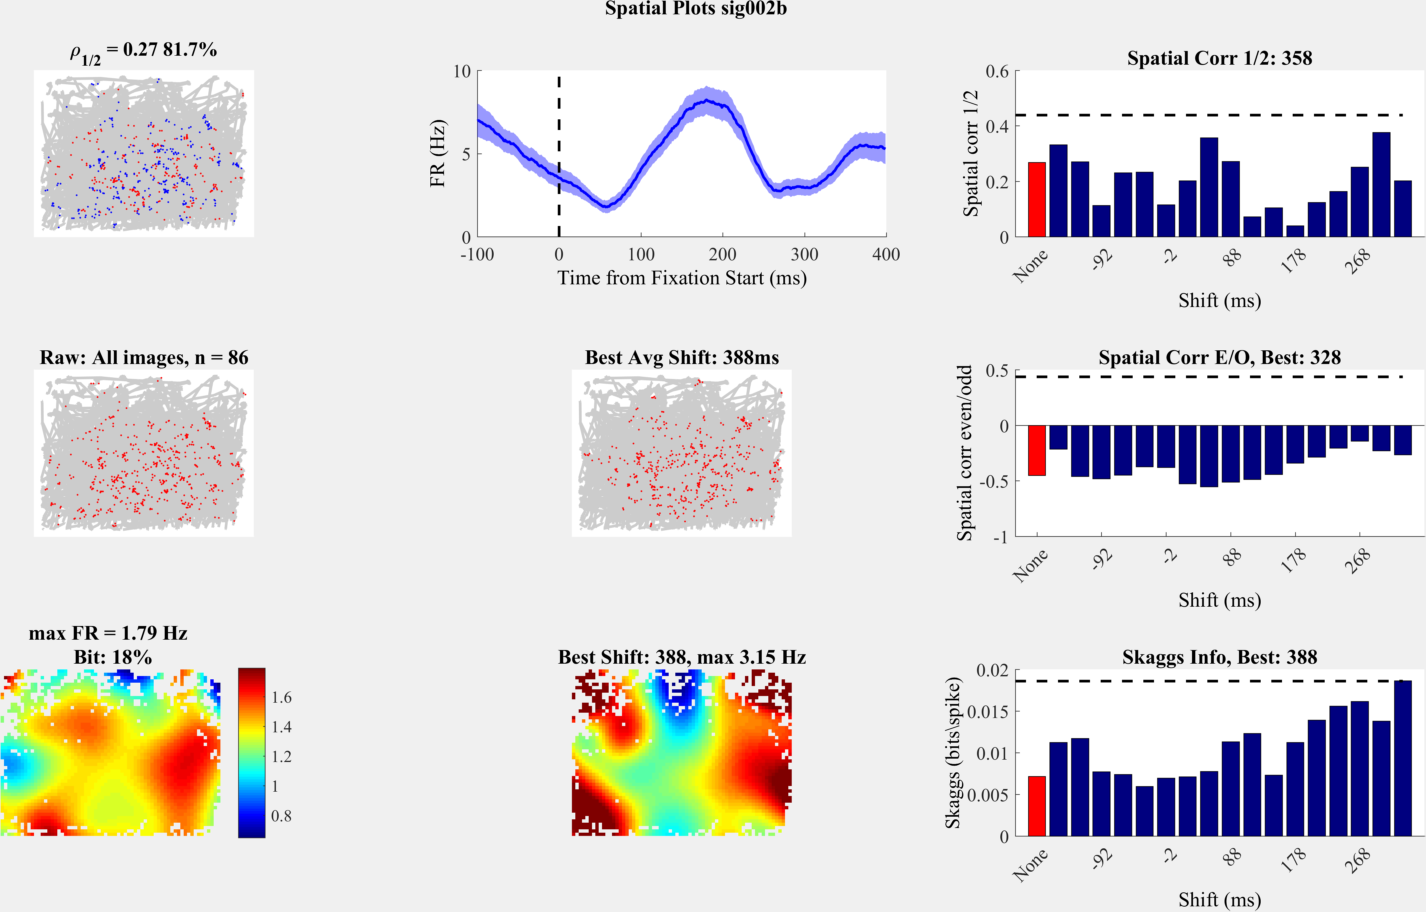 Spatial Plots sig002b
ρ1/2 = 0.27 81.7%
10
5
0
FR (Hz)
-100 0 100 200 300 400
Time from Fixation Start (ms)
Spatial Corr 1/2: 358
0.6
0.4
0.2
0
Spatial corr 1/2
None -92 -2 88 178 268
Shift (ms)
Raw: All images, n = 86
Best Avg Shift: 388ms
Spatial Corr E/O, Best: 328
0.5
0
-0.5
-1
Spatial corr even/odd
None -92 -2 88 178 268
Shift (ms)
max FR = 1.79 Hz
Bit: 18%
1.6
1.4
1.2
1
0.8
Best Shift: 388, max 3.15 Hz
Skaggs Info, Best: 388
0.02
0.015
0.01
0.005
0
Skaggs (bits\spike)
None -92 -2 88 178 268
Shift (ms)